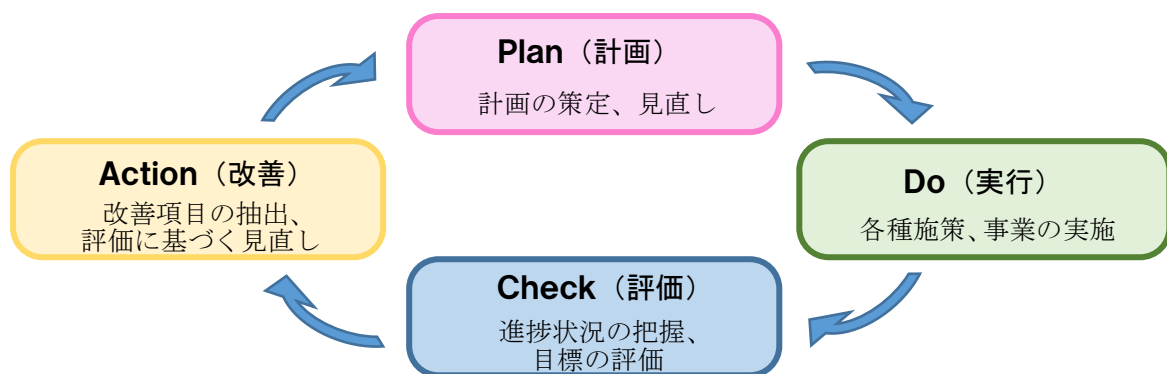 Plan（計画）
計画の策定、見直し
Do（実行）
各種施策、事業の実施
Check（評価）
進捗状況の把握、
目標の評価
Action（改善）
改善項目の抽出、
評価に基づく見直し